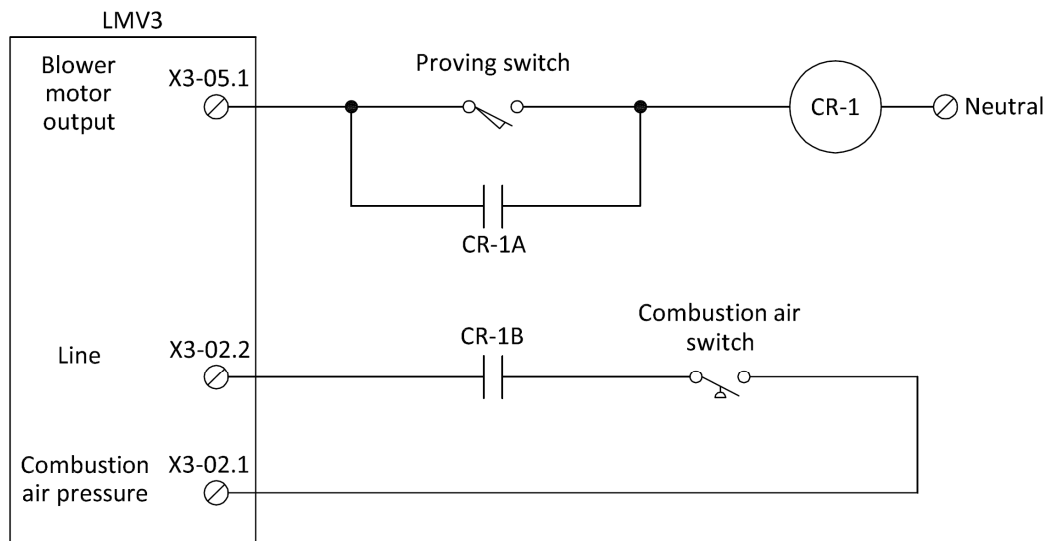 LMV3
Blower
motor
output
X3-05.1
Proving switch
CR-1
Neutral
CR-1A
Line
X3-02.2
CR-1B
Combustion air
switch
Combustion
air pressure
X3-02.1